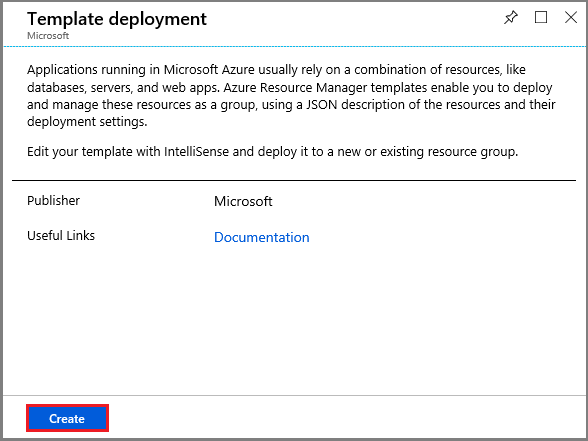 Template deployment
Microsoft
Applications running in Microsoft Azure usually rely on a combination of resources, like
databases, servers, and web apps. Azure Resource Manager templates enable you to deploy
and manage these resources as a group, using a JSON description of the resources and their
deployment settings.
Edit your template with IntelliSense and deploy it to a new or existing resource group.
Publisher Microsoft
Useful Links Documentation
Create